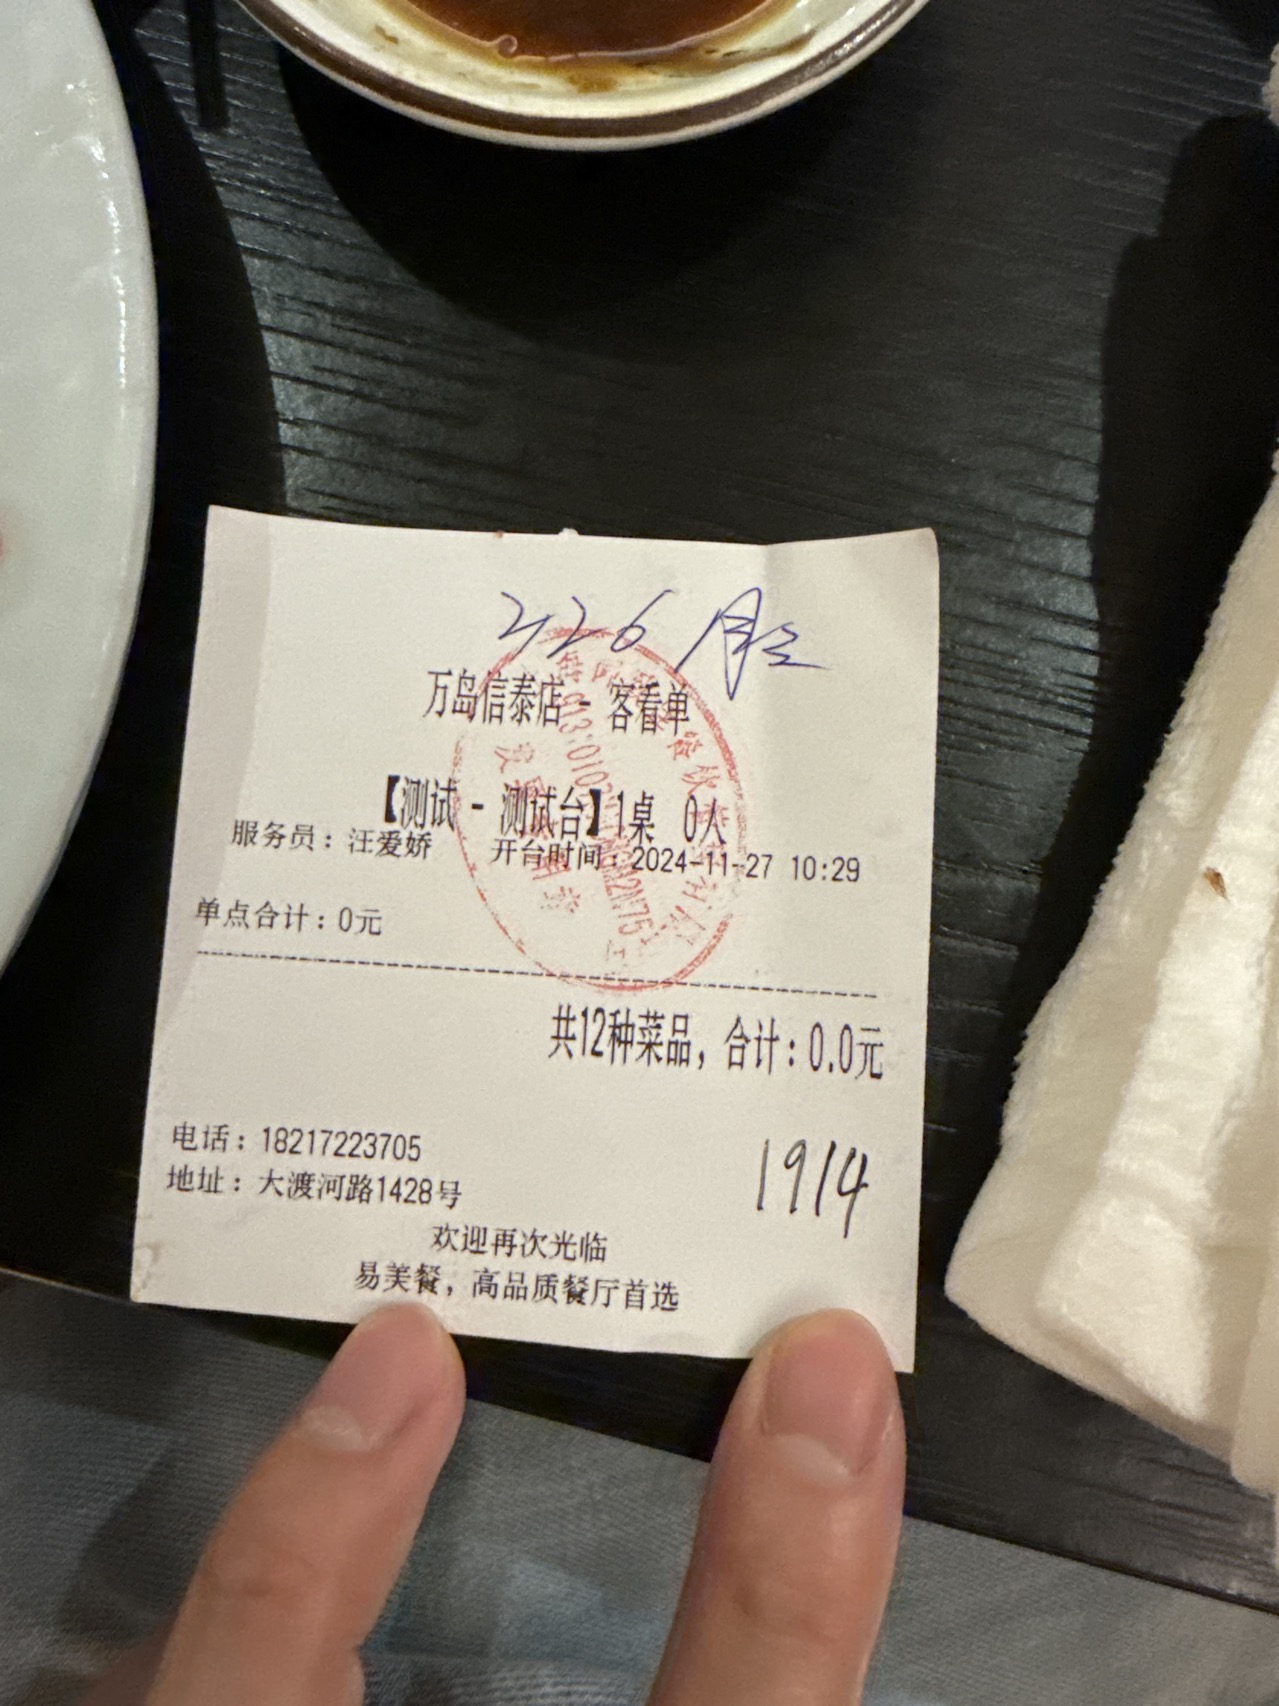 226
万岛信泰店 - 客看单
【测试 - 测试台】1桌 0人
服务员：汪爱娇 开台时间：2024-11-27 10:29
单点合计：0元
共12种菜品，合计：0.0元
电话：18217223705
1914
地址：大渡河路1428号
欢迎再次光临
易美餐，高品质餐厅首选